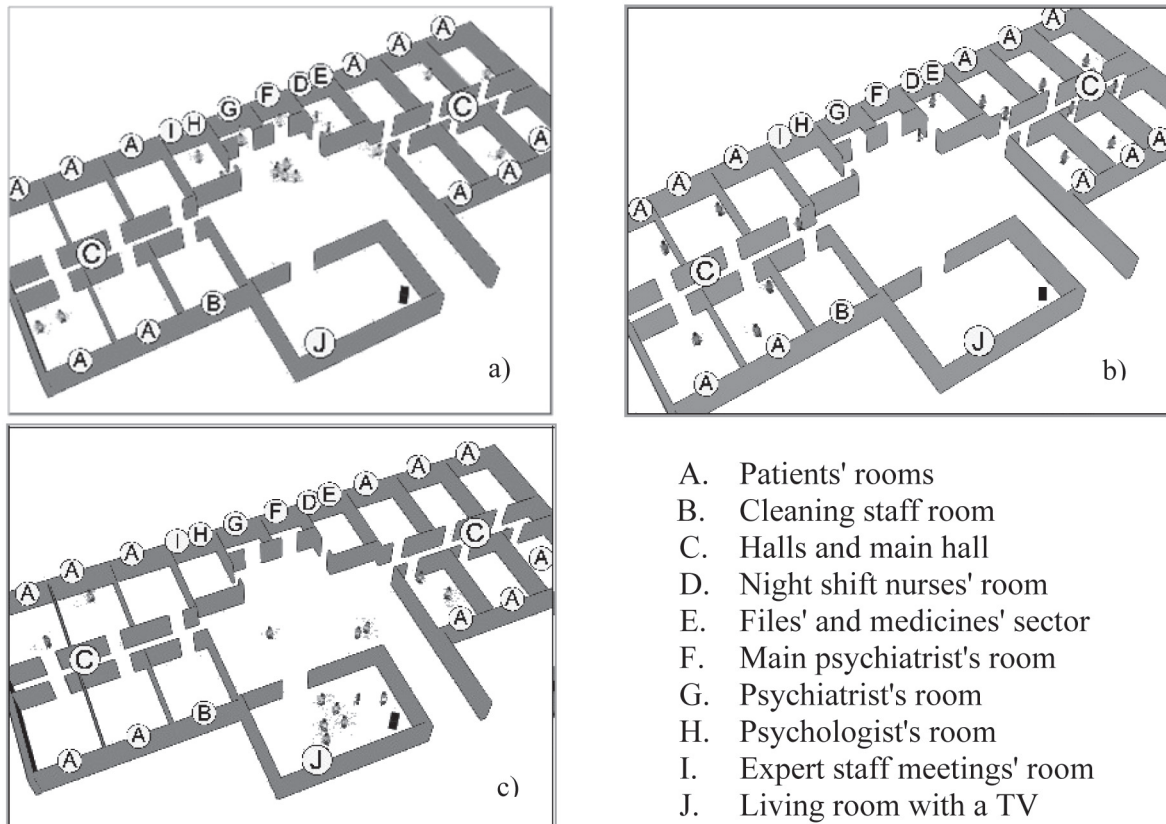 A A A I H G F D E A A A
C
A A A
C
A A B
J
a)
A A A I H G F D E A A A
C
A A A
C
A A B
J
b)
A A A I H G F D E A A A
C
A A A
C
A A B
J
c)
A. Patients' rooms
B. Cleaning staff room
C. Halls and main hall
D. Night shift nurses' room
E. Files' and medicines' sector
F. Main psychiatrist's room
G. Psychiatrist's room
H. Psychologist's room
I. Expert staff meetings' room
J. Living room with a TV